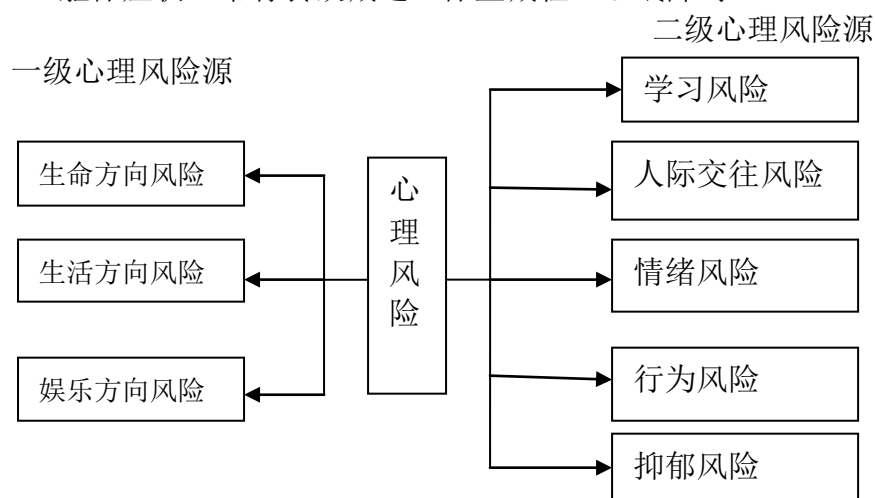 二级心理风险源
一级心理风险源
学习风险
生命方向风险
人际交往风险
心
理
风
险
生活方向风险
情绪风险
娱乐方向风险
行为风险
抑郁风险